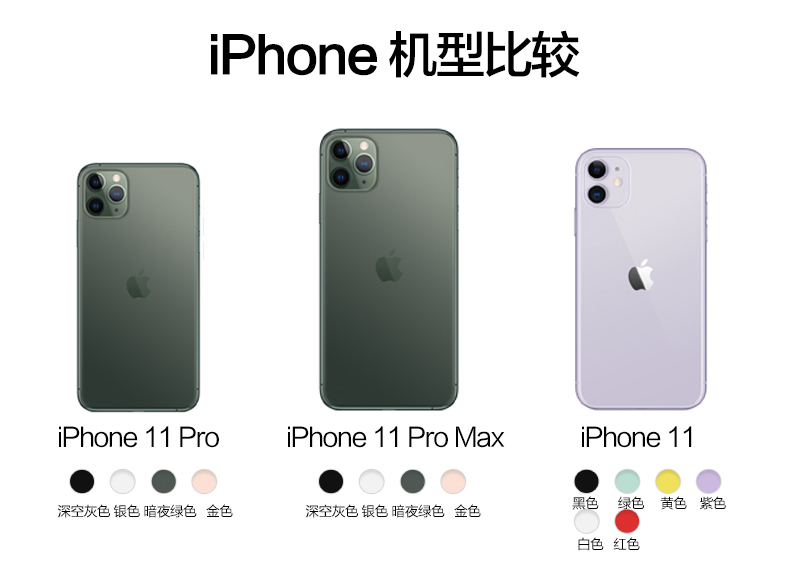 iPhone 机型比较
iPhone 11 Pro
iPhone 11 Pro Max
iPhone 11
深空灰色 银色 暗夜绿色 金色
深空灰色 银色 暗夜绿色 金色
黑色 绿色 黄色 紫色
白色 红色